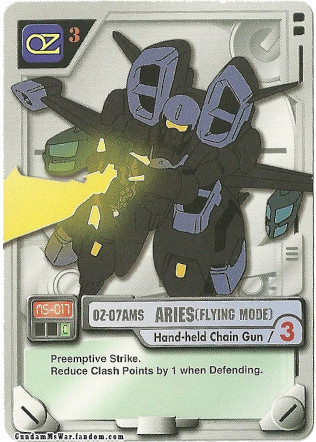 OZ 3
MS-017
C
OZ-07AMS ARIES(FLYING MODE)
Hand-held Chain Gun / 3
Preemptive Strike.
Reduce Clash Points by 1 when Defending.
GundamMsWar.fandom.com